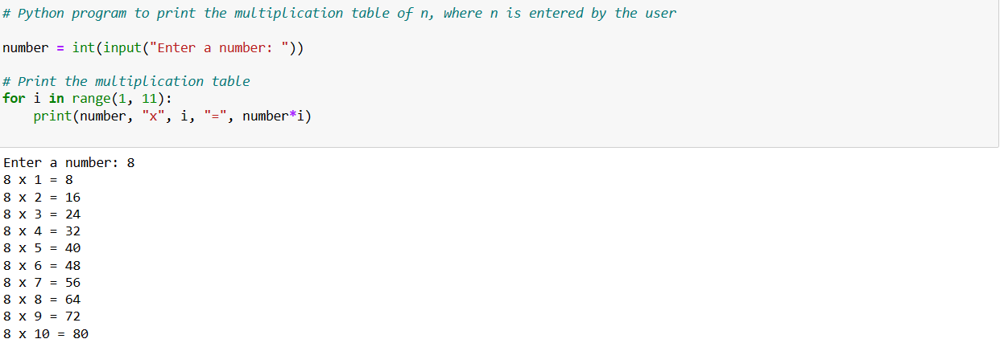 # Python program to print the multiplication table of n, where n is entered by the user
number = int(input("Enter a number: "))
# Print the multiplication table
for i in range(1, 11):
    print(number, "x", i, "=", number*i)
Enter a number: 8
8 x 1 = 8
8 x 2 = 16
8 x 3 = 24
8 x 4 = 32
8 x 5 = 40
8 x 6 = 48
8 x 7 = 56
8 x 8 = 64
8 x 9 = 72
8 x 10 = 80